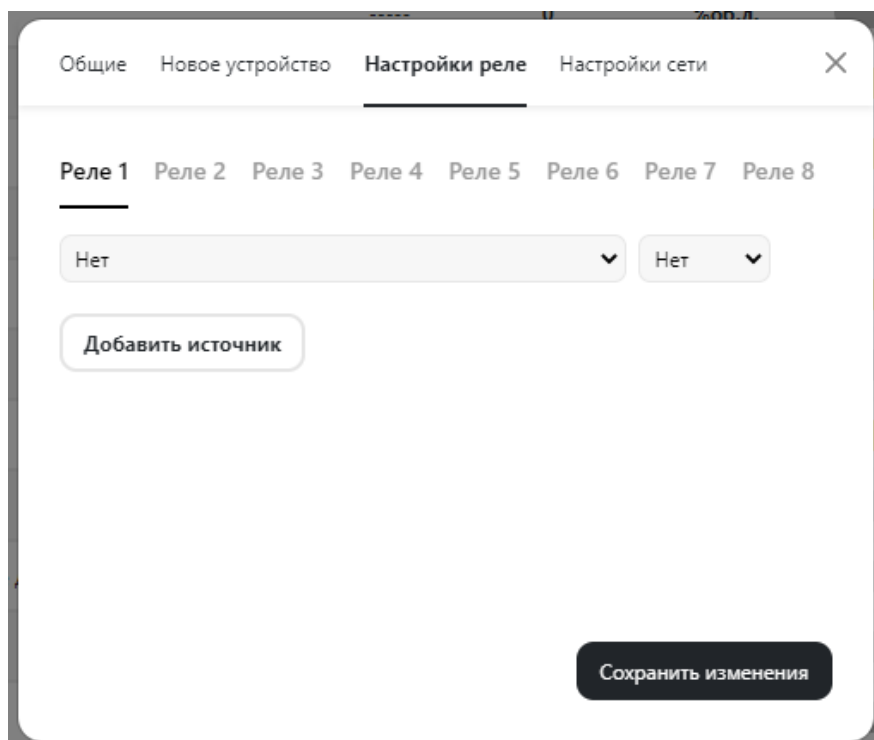 Общие Новое устройство Настройки реле Настройки сети
Реле 1 Реле 2 Реле 3 Реле 4 Реле 5 Реле 6 Реле 7 Реле 8
Нет Нет
Добавить источник
Сохранить изменения